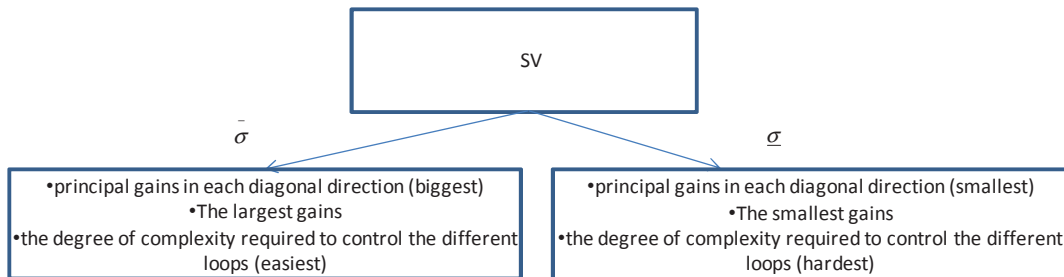 SV
σ̄
σ̲
•principal gains in each diagonal direction (biggest)
•The largest gains
•the degree of complexity required to control the different
loops (easiest)
•principal gains in each diagonal direction (smallest)
•The smallest gains
•the degree of complexity required to control the different
loops (hardest)